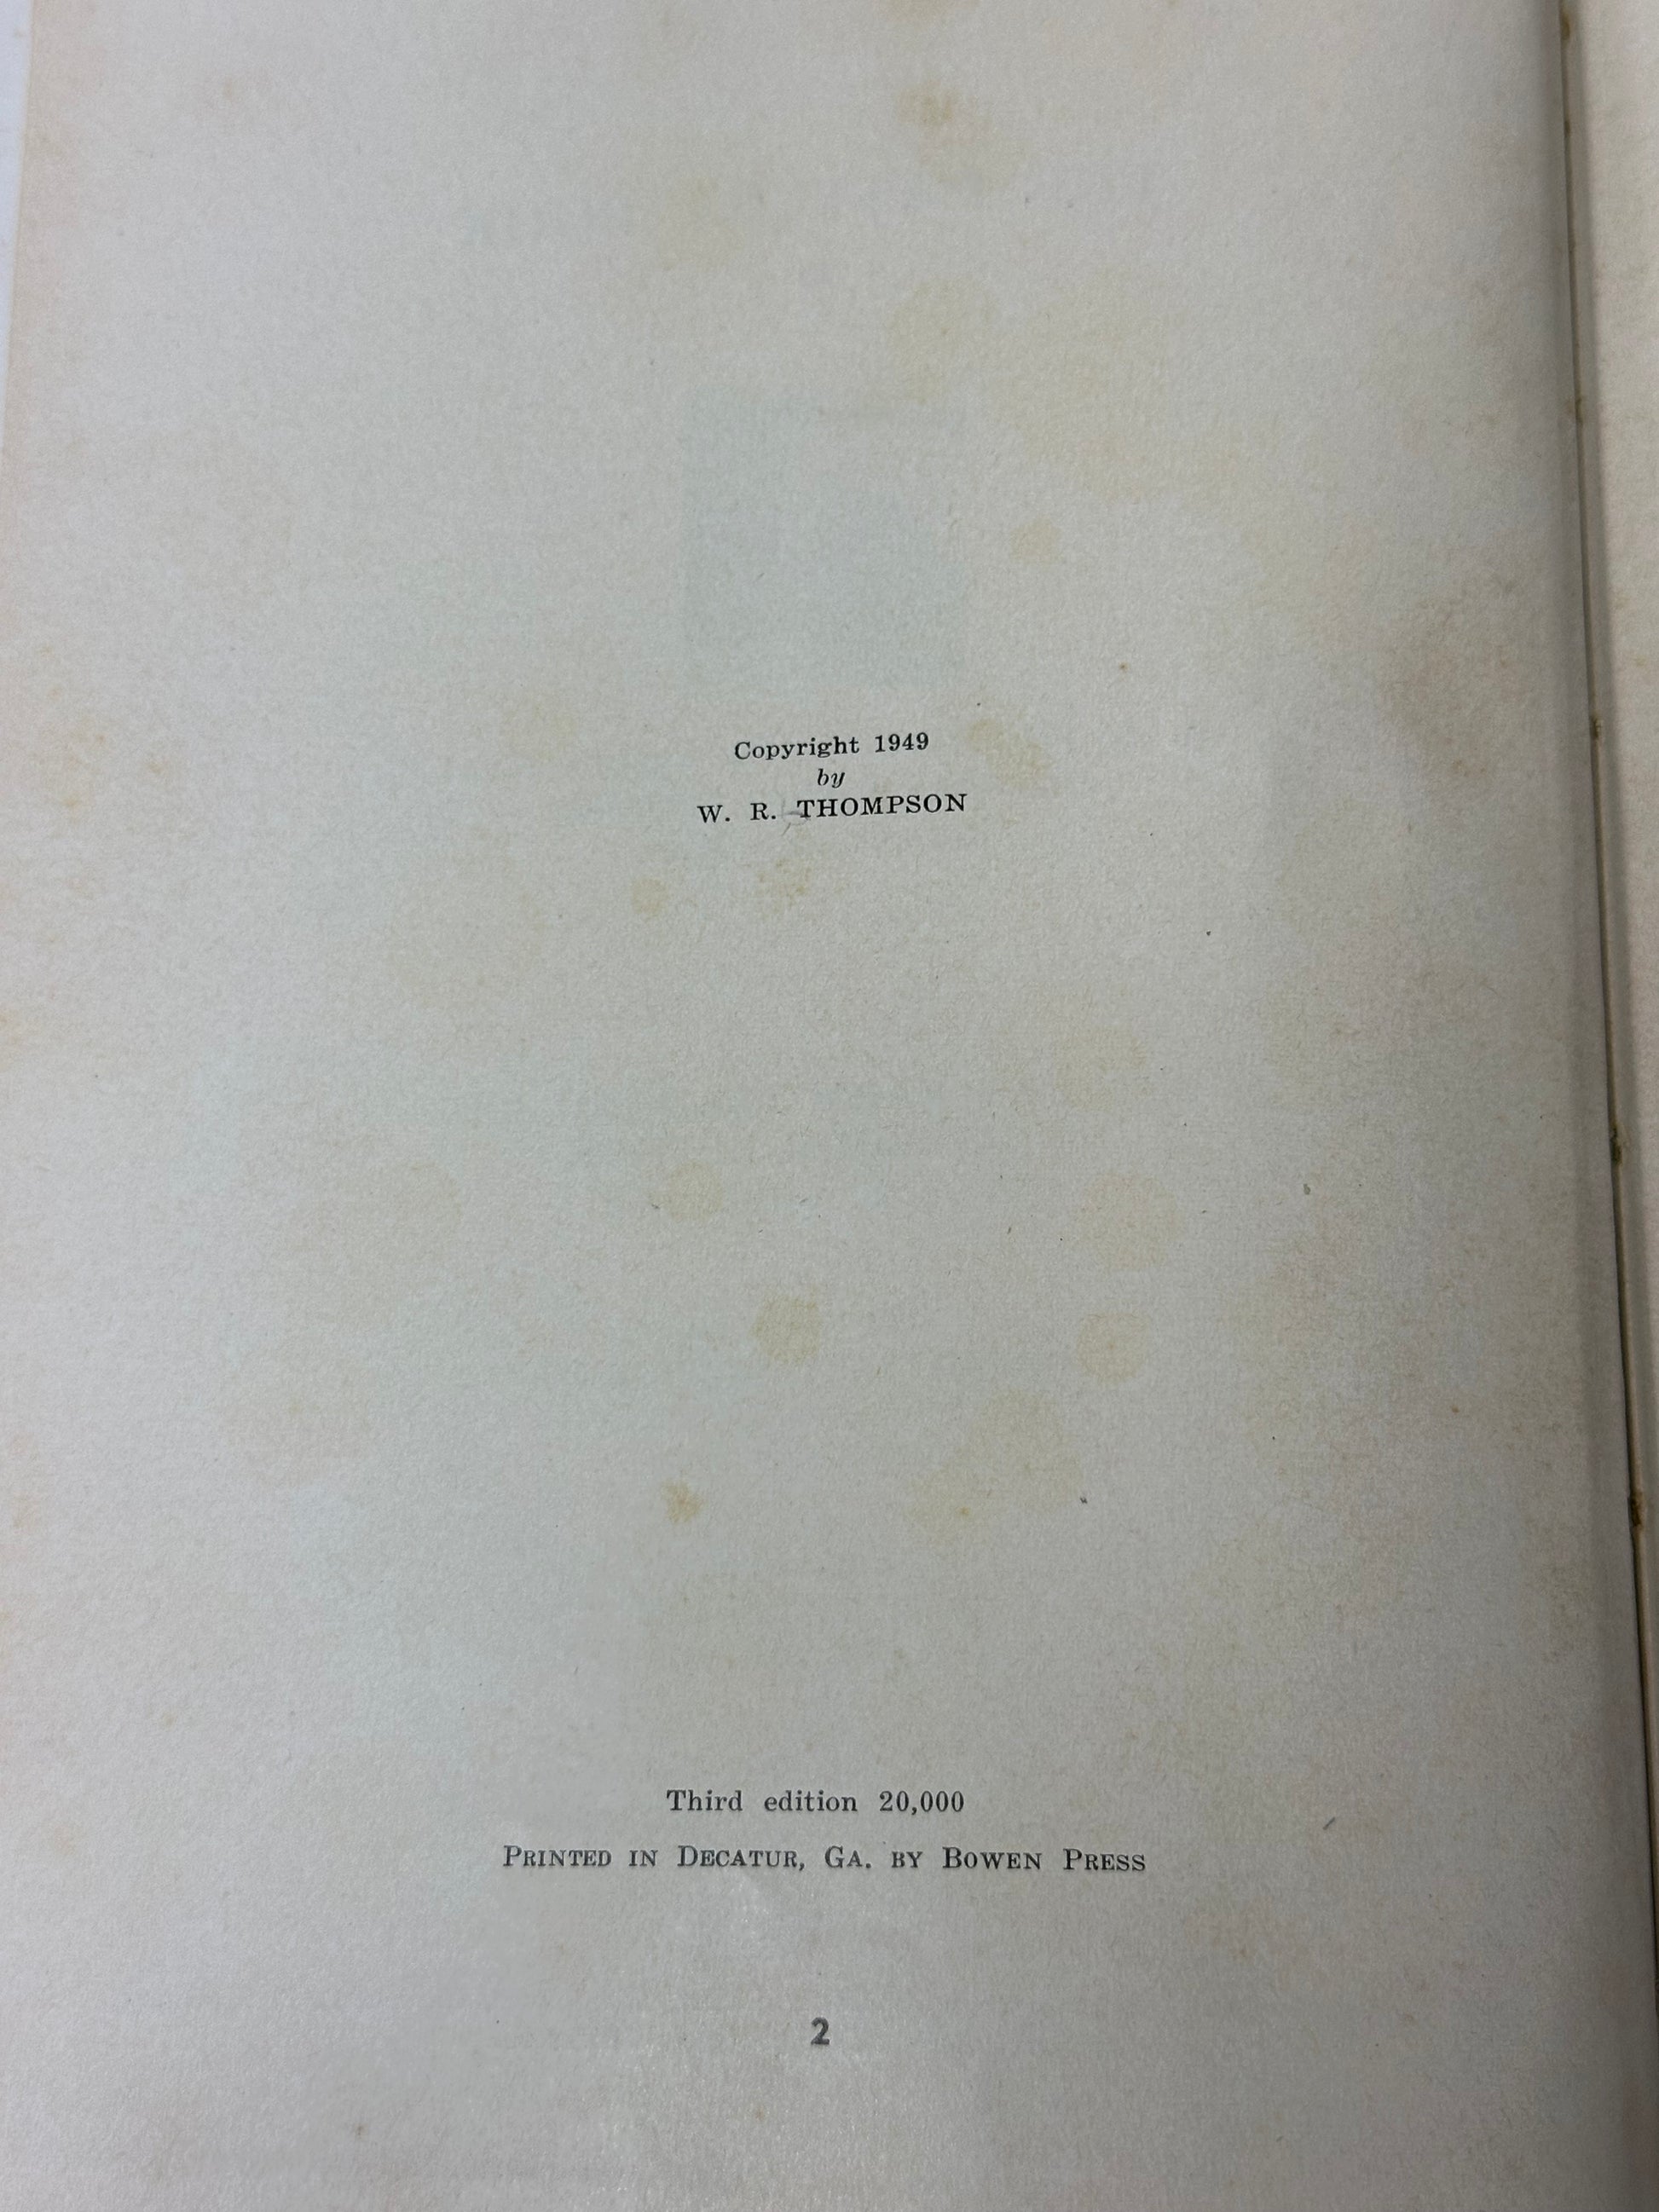 Copyright 1949
by
W. R. THOMPSON
Third edition 20,000
PRINTED IN DECATUR, GA. BY BOWEN PRESS
2